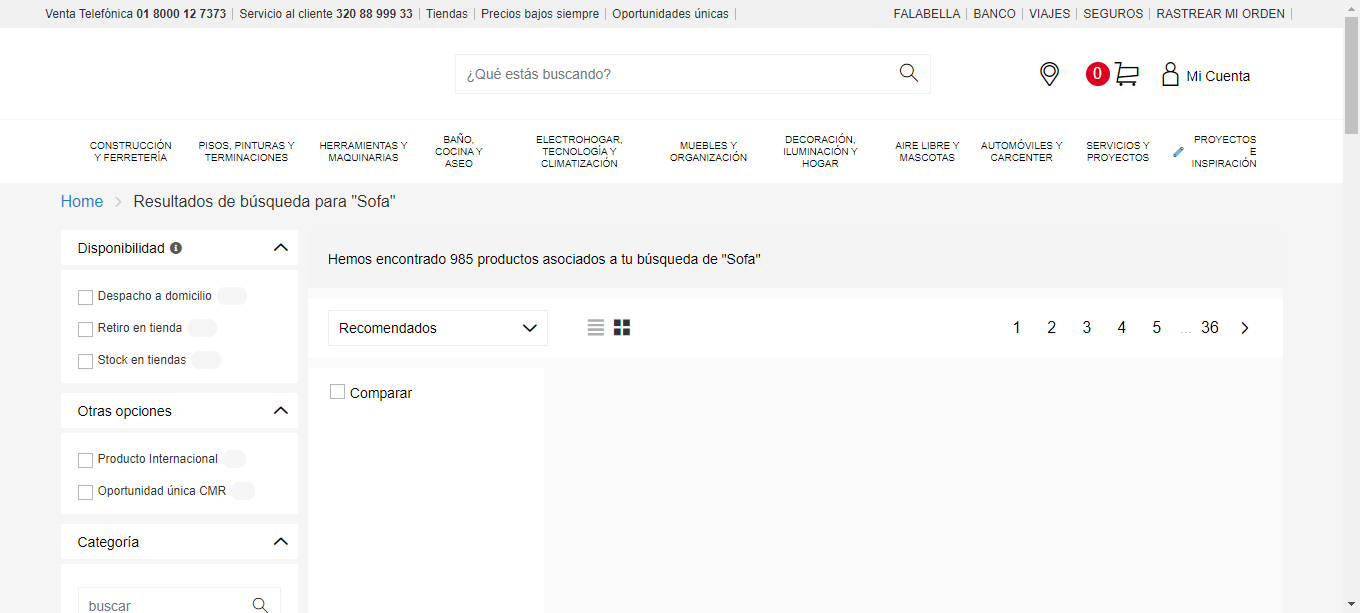 Venta Telefónica 01 8000 12 7373 | Servicio al cliente 320 88 999 33 | Tiendas | Precios bajos siempre | Oportunidades únicas |
FALABELLA | BANCO | VIAJES | SEGUROS | RASTREAR MI ORDEN |
¿Qué estás buscando?
0
Mi Cuenta
CONSTRUCCIÓN
Y FERRETERÍA
PISOS, PINTURAS Y
TERMINACIONES
HERRAMIENTAS Y
MAQUINARIAS
BAÑO,
COCINA Y
ASEO
ELECTROHOGAR,
TECNOLOGÍA Y
CLIMATIZACIÓN
MUEBLES Y
ORGANIZACIÓN
DECORACIÓN,
ILUMINACIÓN Y
HOGAR
AIRE LIBRE Y
MASCOTAS
AUTOMÓVILES Y
CARCENTER
SERVICIOS Y
PROYECTOS
PROYECTOS
E
INSPIRACIÓN
Home > Resultados de búsqueda para "Sofa"
Disponibilidad
Despacho a domicilio
Retiro en tienda
Stock en tiendas
Otras opciones
Producto Internacional
Oportunidad única CMR
Categoría
buscar
Hemos encontrado 985 productos asociados a tu búsqueda de "Sofa"
Recomendados
1 2 3 4 5 ... 36
Comparar